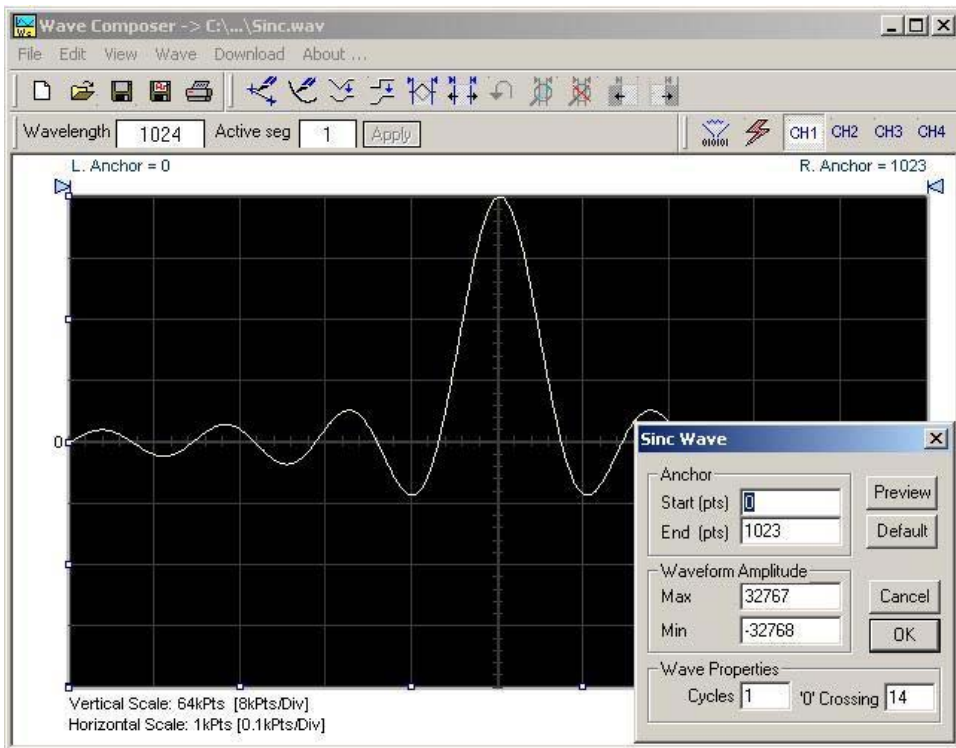 Wave Composer -> C:\...\Sinc.wav
File Edit View Wave Download About ...
Wavelength 1024 Active seg 1 Apply
010101 CH1 CH2 CH3 CH4
L. Anchor = 0 R. Anchor = 1023
0
Sinc Wave
Anchor
Start (pts) 0
End (pts) 1023
Preview
Default
Waveform Amplitude
Max 32767
Min -32768
Cancel
OK
Wave Properties
Cycles 1 '0' Crossing 14
Vertical Scale: 64kPts [8kPts/Div]
Horizontal Scale: 1kPts [0.1kPts/Div]